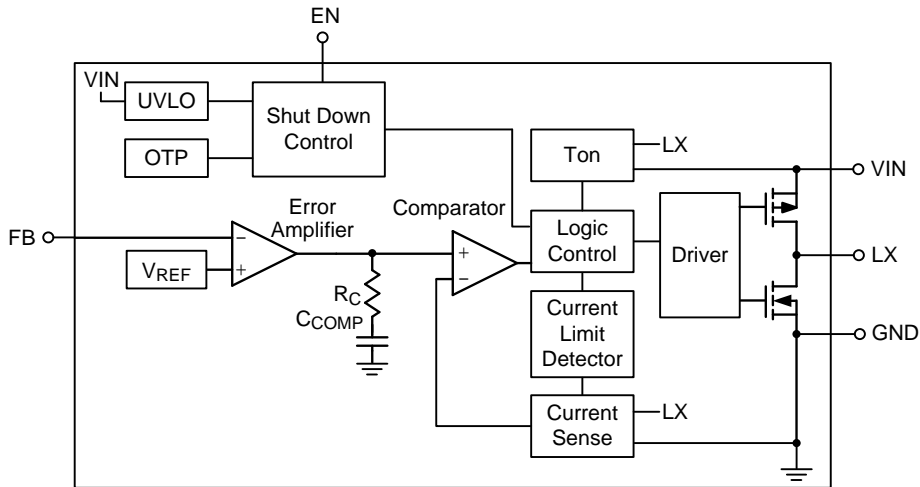 EN
VIN
UVLO
Shut Down
Control
OTP
Ton
LX
VIN
Error
Amplifier
Comparator
FB
Logic
Control
Driver
LX
VREF
RC
CCOMP
Current
Limit
Detector
GND
Current
Sense
LX